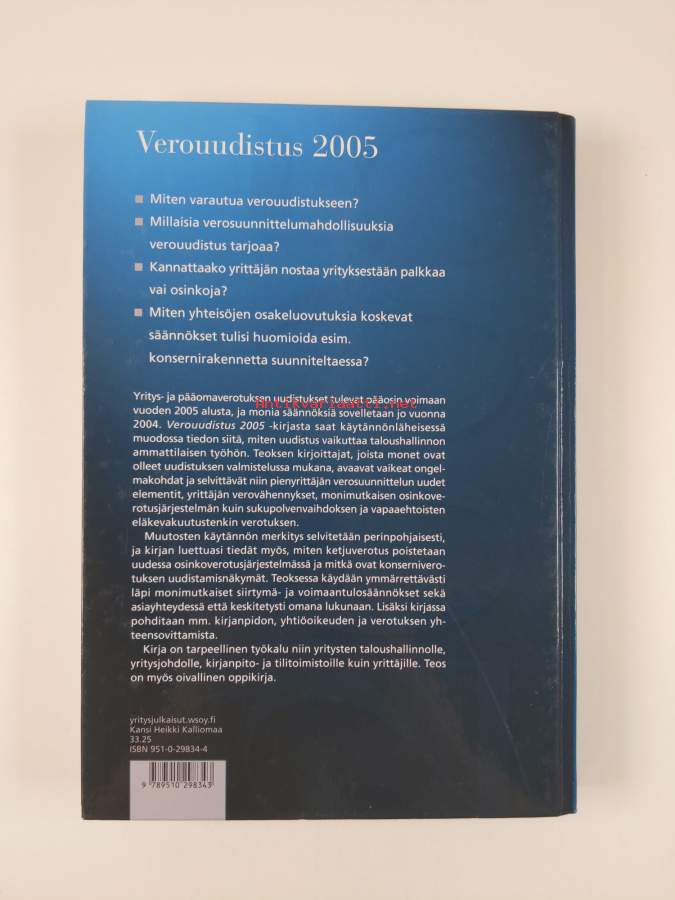 Verouudistus 2005
Miten varautua verouudistukseen?
Millaisia verosuunnittelumahdollisuuksia
verouudistus tarjoaa?
Kannattaako yrittäjän nostaa yrityksestään palkkaa
vai osinkoja?
Miten yhteisöjen osakeluovutuksia koskevat
säännökset tulisi huomioida esim.
konsernirakennetta suunniteltaessa?
Yritys- ja pääomaverotuksen uudistukset tulevat pääosin voimaan
Antikvariaatti.net
vuoden 2005 alusta, ja monia säännöksiä sovelletaan jo vuonna
2004. Verouudistus 2005 -kirjasta saat käytännönläheisessä
muodossa tiedon siitä, miten uudistus vaikuttaa taloushallinnon
ammattilaisen työhön. Teoksen kirjoittajat, joista monet ovat
olleet uudistuksen valmistelussa mukana, avaavat vaikeat ongel-
makohdat ja selvittävät niin pienyrittäjän verosuunnittelun uudet
elementit, yrittäjän verovähennykset, monimutkaisen osinkove-
rotusjärjestelmän kuin sukupolvenvaihdoksen ja vapaaehtoisten
eläkevakuutustenkin verotuksen.
Muutosten käytännön merkitys selvitetään perinpohjaisesti,
ja kirjan luettuasi tiedät myös, miten ketjuverotus poistetaan
uudessa osinkoverotusjärjestelmässä ja mitkä ovat konsernivero-
tuksen uudistamisnäkymät. Teoksessa käydään ymmärrettävästi
läpi monimutkaiset siirtymä- ja voimaantulosäännökset sekä
asiayhteydessä että keskitetysti omana lukunaan. Lisäksi kirjassa
pohditaan mm. kirjanpidon, yhtiöoikeuden ja verotuksen yh-
teensovittamista.
Kirja on tarpeellinen työkalu niin yritysten taloushallinnolle,
yritysjohdolle, kirjanpito- ja tilitoimistoille kuin yrittäjille. Teos
on myös oivallinen oppikirja.
yritysjulkaisut.wsoy.fi
Kansi Heikki Kalliomaa
33.25
ISBN 951-0-29834-4
9 789510 298343